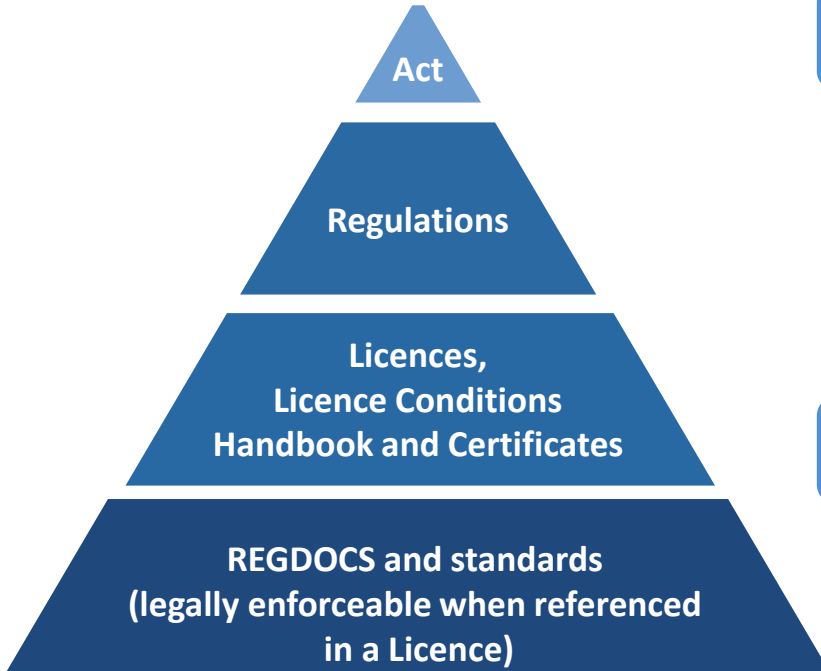 Act
Regulations
Licences,
Licence Conditions
Handbook and Certificates
REGDOCS and standards
(legally enforceable when referenced
in a Licence)